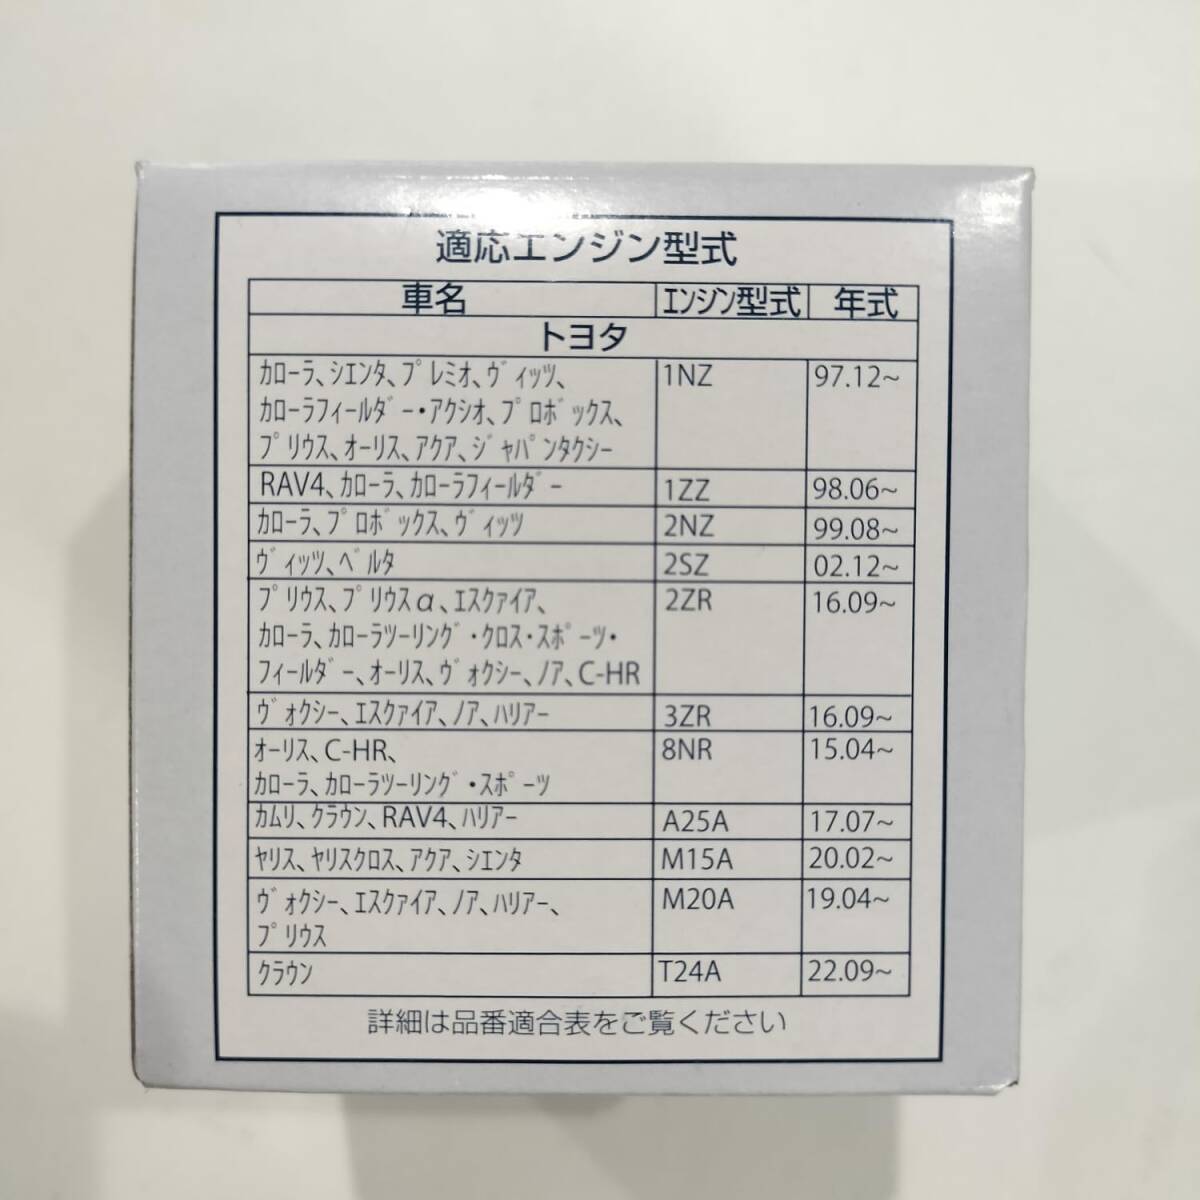 適応エンジン型式
車名 ｴﾝｼﾞﾝ型式 年式
トヨタ
ｶﾛｰﾗ､ｼｴﾝﾀ､ﾌﾟﾚﾐｵ､ｳﾞｨｯﾂ､ 1NZ 97.12~
ｶﾛｰﾗﾌｨｰﾙﾀﾞｰ・ｱｸｼｵ､ﾌﾟﾛﾎﾞｯｸｽ､
ﾌﾟﾘｳｽ､ｵｰﾘｽ､ｱｸｱ､ｼﾞｬﾊﾟﾝﾀｸｼｰ
RAV4､ｶﾛｰﾗ､ｶﾛｰﾗﾌｨｰﾙﾀﾞｰ 1ZZ 98.06~
ｶﾛｰﾗ､ﾌﾟﾛﾎﾞｯｸｽ､ｳﾞｨｯﾂ 2NZ 99.08~
ｳﾞｨｯﾂ､ﾍﾞﾙﾀ 2SZ 02.12~
ﾌﾟﾘｳｽ､ﾌﾟﾘｳｽα､ｴｽｸｧｲｱ､ 2ZR 16.09~
ｶﾛｰﾗ､ｶﾛｰﾗﾂｰﾘﾝｸﾞ・ｸﾛｽ・ｽﾎﾟｰﾂ・
ﾌｨｰﾙﾀﾞｰ､ｵｰﾘｽ､ｳﾞｫｸｼｰ､ﾉｱ､C-HR
ｳﾞｫｸｼｰ､ｴｽｸｧｲｱ､ﾉｱ､ﾊﾘｱｰ 3ZR 16.09~
ｵｰﾘｽ､C-HR､ 8NR 15.04~
ｶﾛｰﾗ､ｶﾛｰﾗﾂｰﾘﾝｸﾞ・ｽﾎﾟｰﾂ
ｶﾑﾘ､ｸﾗｳﾝ､RAV4､ﾊﾘｱｰ A25A 17.07~
ﾔﾘｽ､ﾔﾘｽｸﾛｽ､ｱｸｱ､ｼｴﾝﾀ M15A 20.02~
ｳﾞｫｸｼｰ､ｴｽｸｧｲｱ､ﾉｱ､ﾊﾘｱｰ､ M20A 19.04~
ﾌﾟﾘｳｽ
ｸﾗｳﾝ T24A 22.09~
詳細は品番適合表をご覧ください